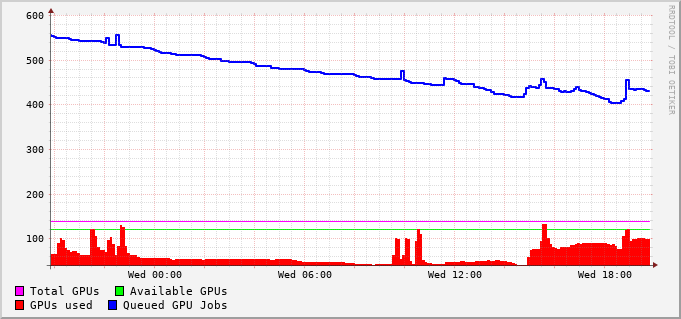 600
500
400
300
200
100
Wed 00:00 Wed 06:00 Wed 12:00 Wed 18:00
Total GPUs Available GPUs
GPUs used Queued GPU Jobs
RRDTOOL / TOBI OETIKER